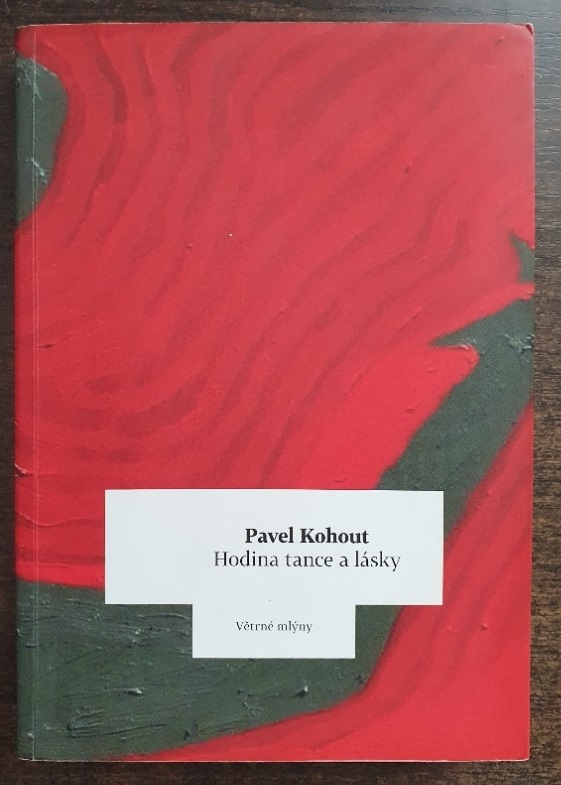 Pavel Kohout
Hodina tance a lásky
Větrné mlýny